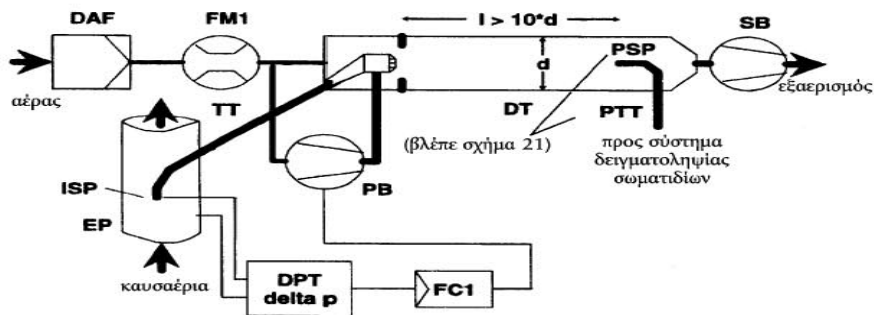 DAF FM1 l > 10*d SB
d PSP
αέρας TT DT PTT εξαερισμός
(βλέπε σχήμα 21) προς σύστημα
δειγματοληψίας
σωματιδίων
ISP PB
EP
καυσαέρια DPT
delta p FC1